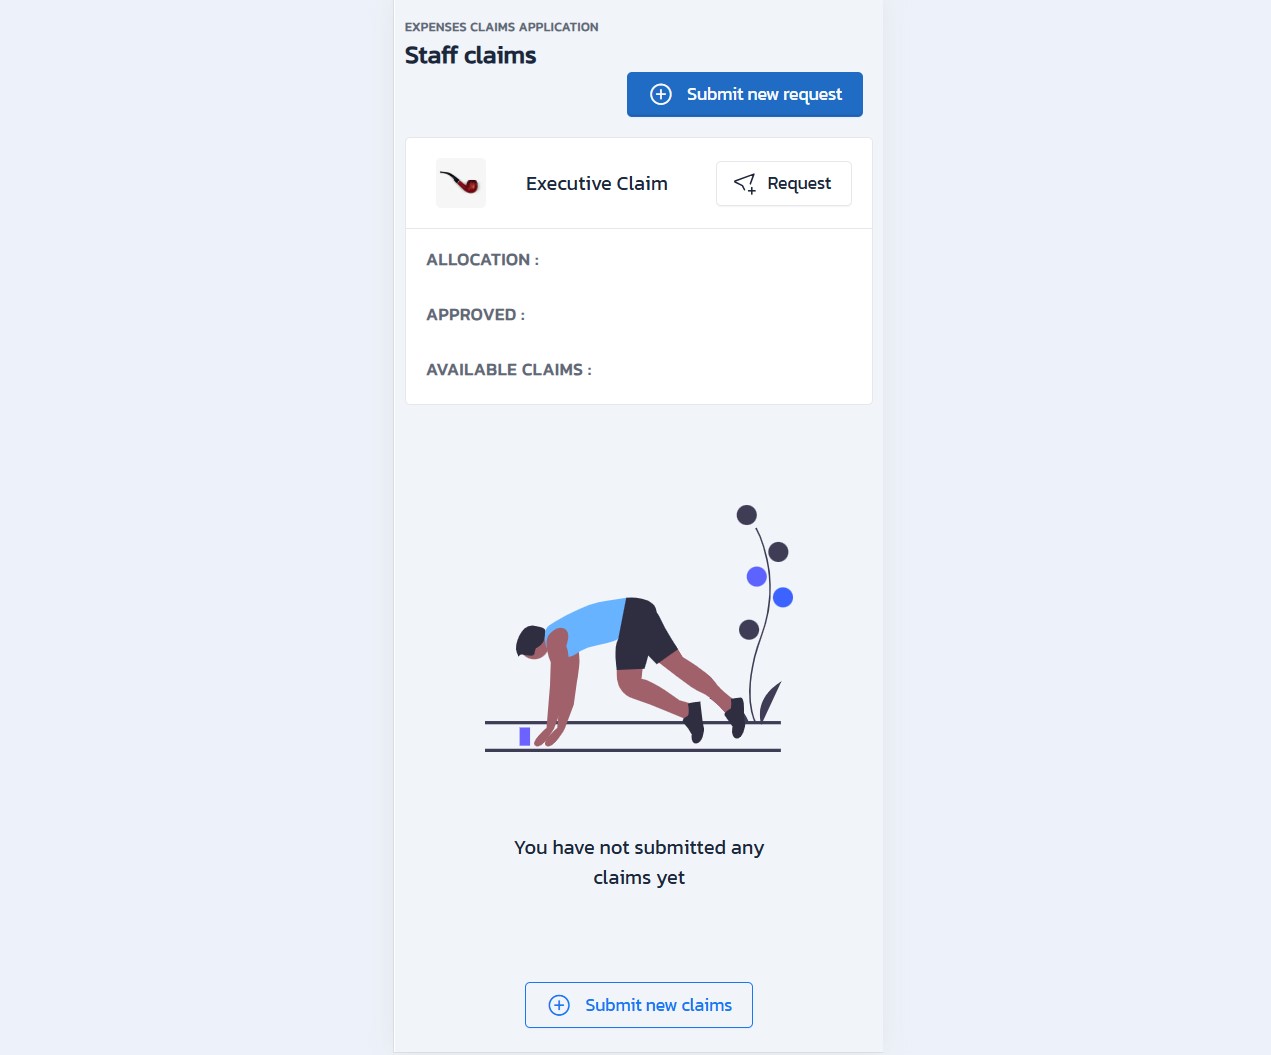 EXPENSES CLAIMS APPLICATION
Staff claims
Submit new request
Executive Claim
Request
ALLOCATION :
APPROVED :
AVAILABLE CLAIMS :
You have not submitted any
claims yet
Submit new claims